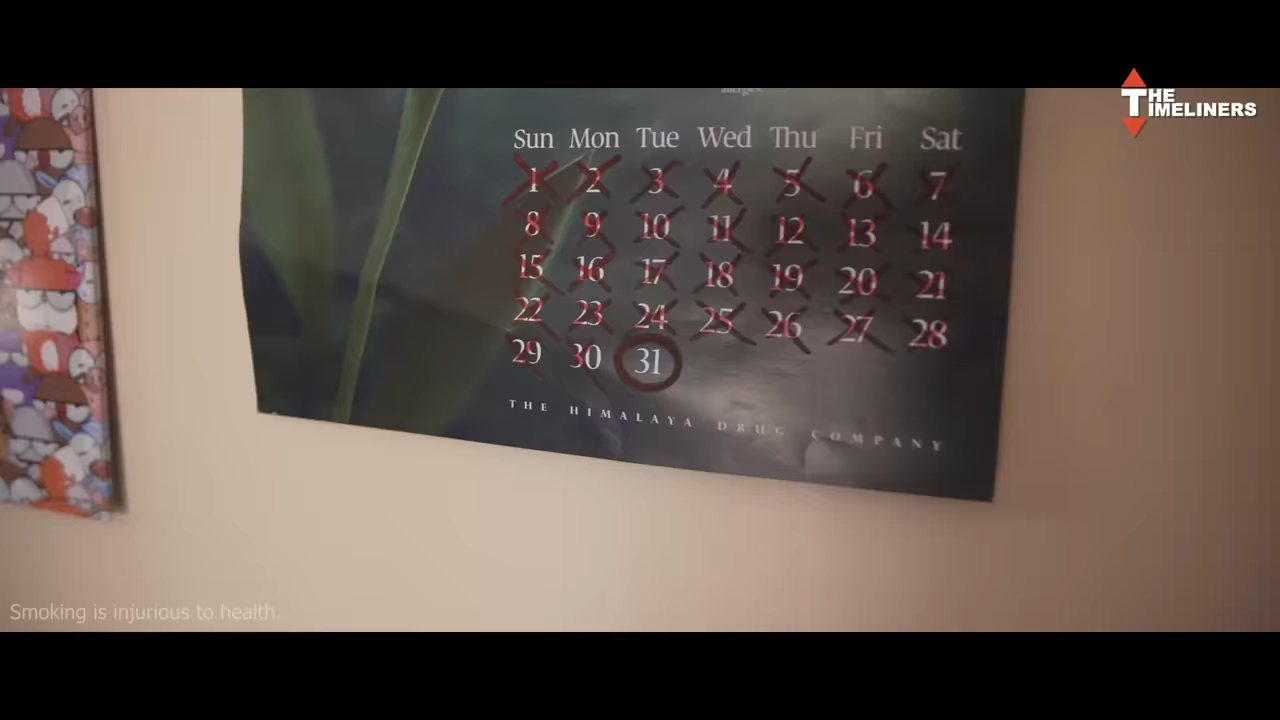 THE
TIMELINERS
Sun Mon Tue Wed Thu Fri Sat
1 2 3 4 5 6 7
8 9 10 11 12 13 14
15 16 17 18 19 20 21
22 23 24 25 26 27 28
29 30 31
THE HIMALAYA DRUG COMPANY
Smoking is injurious to health.